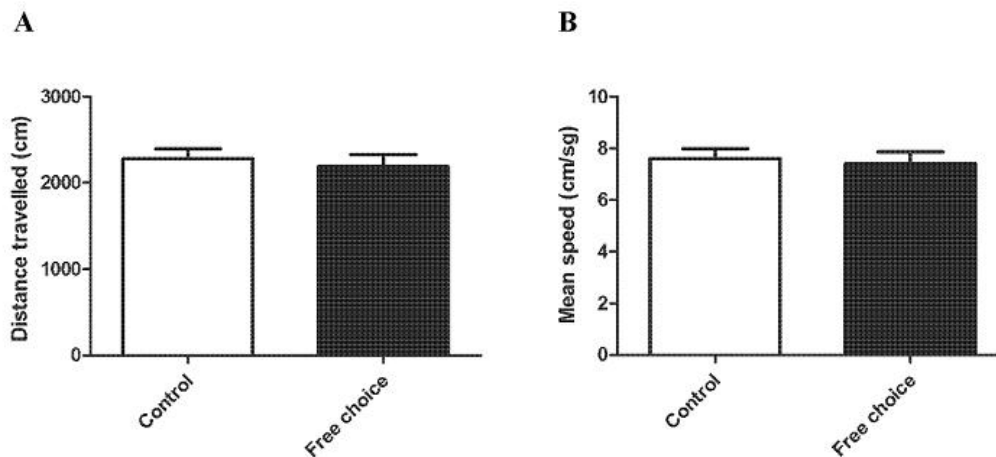 A
B
Distance travelled (cm)
3000
2000
1000
0
Control
Free choice
Mean speed (cm/sg)
10
8
6
4
2
0
Control
Free choice